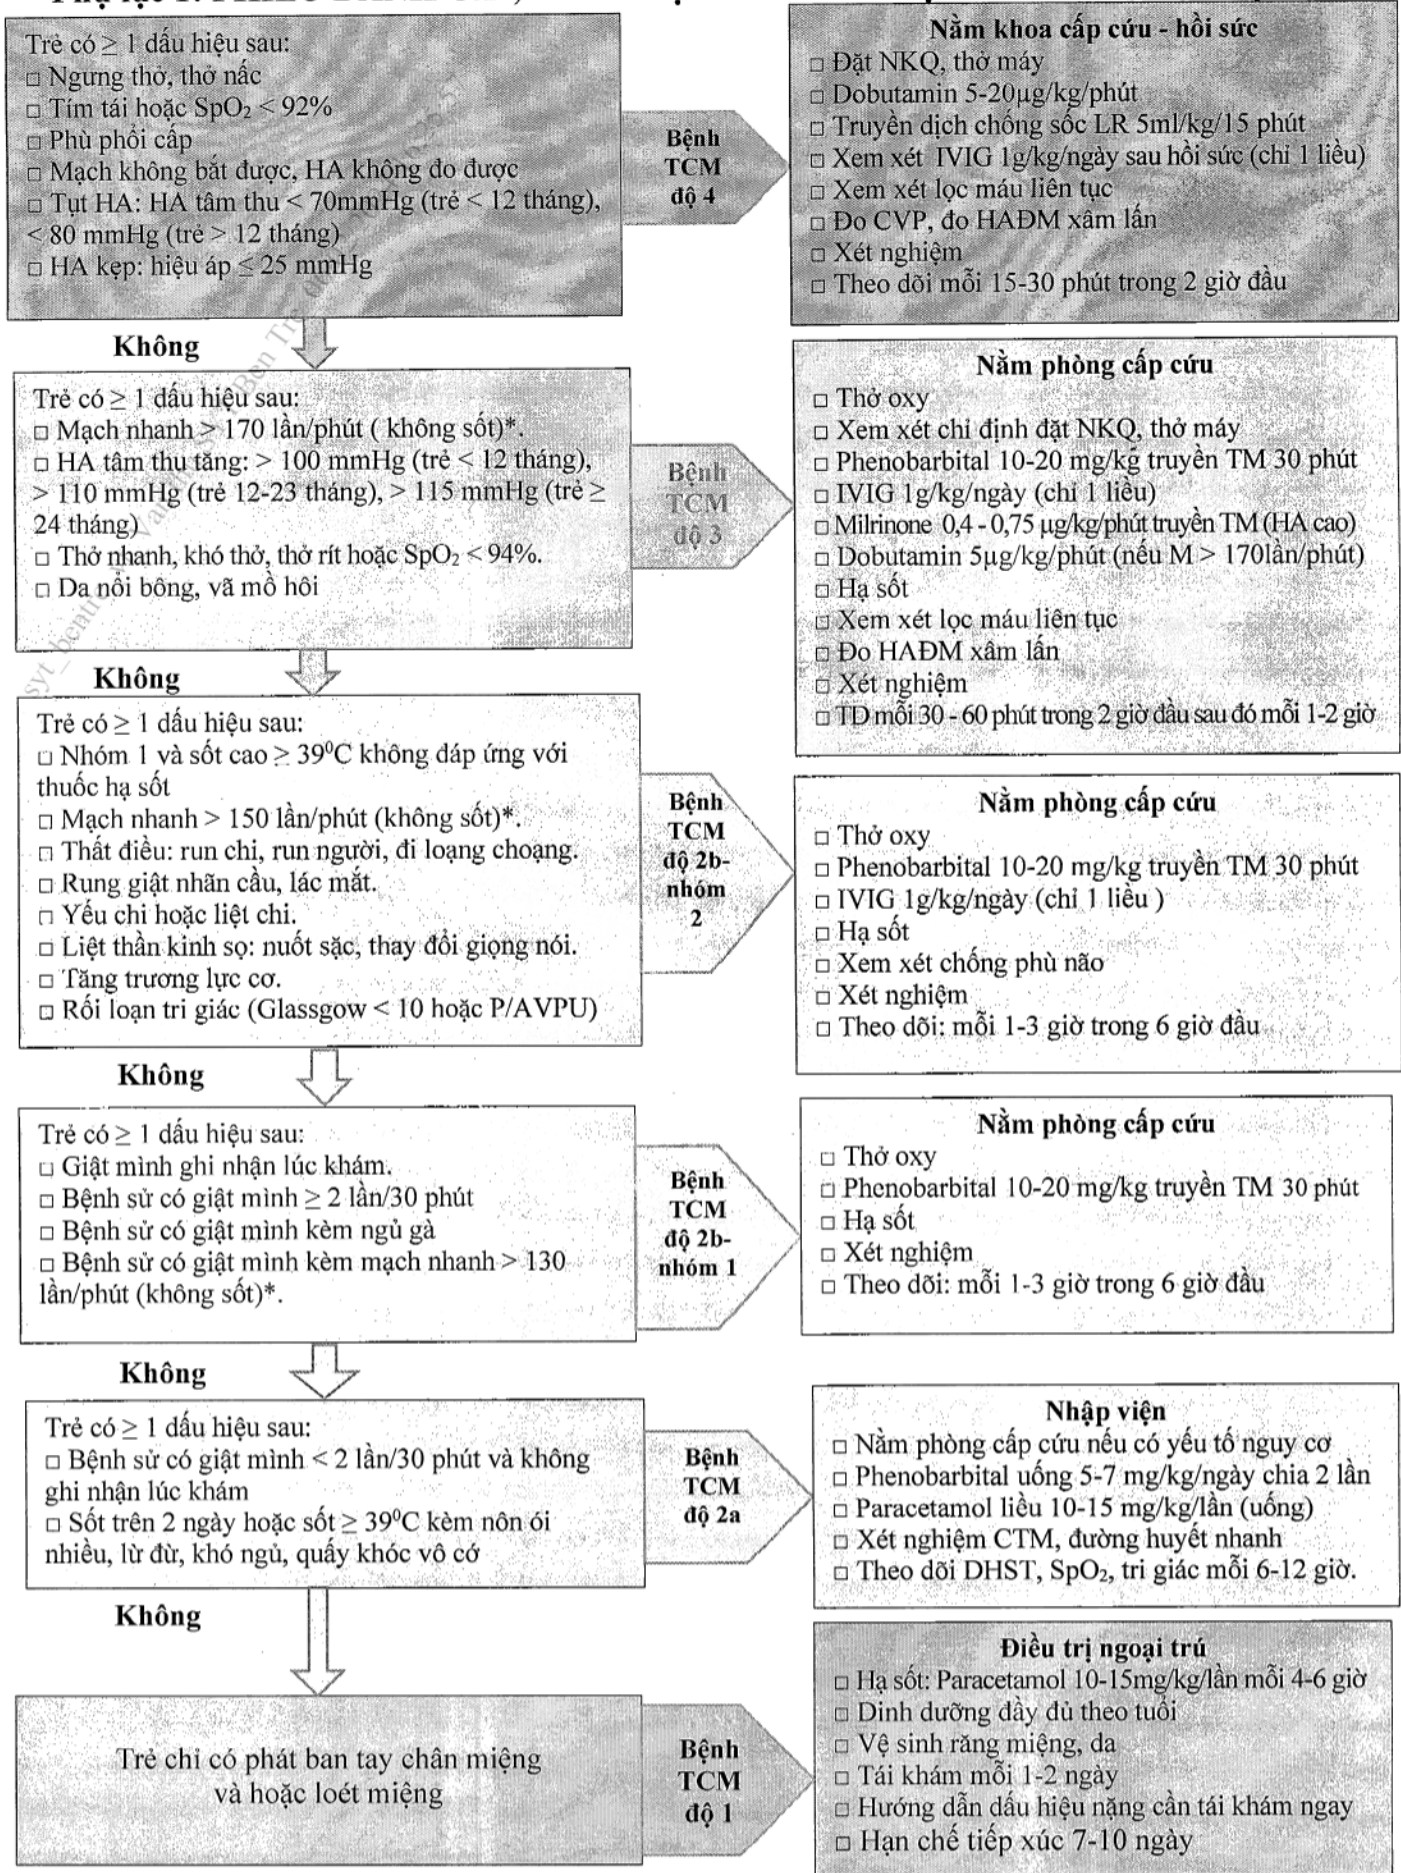 Trẻ có ≥ 1 dấu hiệu sau:
□ Ngưng thở, thở nấc
□ Tím tái hoặc SpO₂ < 92%
□ Phù phổi cấp
□ Mạch không bắt được, HA không đo được
□ Tụt HA: HA tâm thu < 70mmHg (trẻ < 12 tháng),
< 80 mmHg (trẻ > 12 tháng)
□ HA kẹp: hiệu áp ≤ 25 mmHg
Bệnh
TCM
độ 4
Nằm khoa cấp cứu - hồi sức
□ Đặt NKQ, thở máy
□ Dobutamin 5-20µg/kg/phút
□ Truyền dịch chống sốc LR 5ml/kg/15 phút
□ Xem xét IVIG 1g/kg/ngày sau hồi sức (chỉ 1 liều)
□ Xem xét lọc máu liên tục
□ Đo CVP, đo HAĐM xâm lấn
□ Xét nghiệm
□ Theo dõi mỗi 15-30 phút trong 2 giờ đầu
Không
Trẻ có ≥ 1 dấu hiệu sau:
□ Mạch nhanh > 170 lần/phút ( không sốt)*.
□ HA tâm thu tăng: > 100 mmHg (trẻ < 12 tháng),
> 110 mmHg (trẻ 12-23 tháng), > 115 mmHg (trẻ ≥
24 tháng)
□ Thở nhanh, khó thở, thở rít hoặc SpO₂ < 94%.
□ Da nổi bông, vã mồ hôi
Bệnh
TCM
độ 3
Nằm phòng cấp cứu
□ Thở oxy
□ Xem xét chỉ định đặt NKQ, thở máy
□ Phenobarbital 10-20 mg/kg truyền TM 30 phút
□ IVIG 1g/kg/ngày (chỉ 1 liều)
□ Milrinone 0,4 - 0,75 µg/kg/phút truyền TM (HA cao)
□ Dobutamin 5µg/kg/phút (nếu M > 170lần/phút)
□ Hạ sốt
□ Xem xét lọc máu liên tục
□ Đo HAĐM xâm lấn
□ Xét nghiệm
□ TD mỗi 30 - 60 phút trong 2 giờ đầu sau đó mỗi 1-2 giờ
Không
Trẻ có ≥ 1 dấu hiệu sau:
□ Nhóm 1 và sốt cao ≥ 39⁰C không đáp ứng với
thuốc hạ sốt
□ Mạch nhanh > 150 lần/phút (không sốt)*.
□ Thất điều: run chi, run người, đi loạng choạng.
□ Rung giật nhãn cầu, lác mắt.
□ Yếu chi hoặc liệt chi.
□ Liệt thần kinh sọ: nuốt sặc, thay đổi giọng nói.
□ Tăng trương lực cơ.
□ Rối loạn tri giác (Glassgow < 10 hoặc P/AVPU)
Bệnh
TCM
độ 2b-
nhóm
2
Nằm phòng cấp cứu
□ Thở oxy
□ Phenobarbital 10-20 mg/kg truyền TM 30 phút
□ IVIG 1g/kg/ngày (chỉ 1 liều )
□ Hạ sốt
□ Xem xét chống phù não
□ Xét nghiệm
□ Theo dõi: mỗi 1-3 giờ trong 6 giờ đầu
Không
Trẻ có ≥ 1 dấu hiệu sau:
□ Giật mình ghi nhận lúc khám.
□ Bệnh sử có giật mình ≥ 2 lần/30 phút
□ Bệnh sử có giật mình kèm ngủ gà
□ Bệnh sử có giật mình kèm mạch nhanh > 130
lần/phút (không sốt)*.
Bệnh
TCM
độ 2b-
nhóm 1
Nằm phòng cấp cứu
□ Thở oxy
□ Phenobarbital 10-20 mg/kg truyền TM 30 phút
□ Hạ sốt
□ Xét nghiệm
□ Theo dõi: mỗi 1-3 giờ trong 6 giờ đầu
Không
Trẻ có ≥ 1 dấu hiệu sau:
□ Bệnh sử có giật mình < 2 lần/30 phút và không
ghi nhận lúc khám
□ Sốt trên 2 ngày hoặc sốt ≥ 39⁰C kèm nôn ói
nhiều, lừ đừ, khó ngủ, quấy khóc vô cớ
Bệnh
TCM
độ 2a
Nhập viện
□ Nằm phòng cấp cứu nếu có yếu tố nguy cơ
□ Phenobarbital uống 5-7 mg/kg/ngày chia 2 lần
□ Paracetamol liều 10-15 mg/kg/lần (uống)
□ Xét nghiệm CTM, đường huyết nhanh
□ Theo dõi DHST, SpO₂, tri giác mỗi 6-12 giờ.
Không
Trẻ chỉ có phát ban tay chân miệng
và hoặc loét miệng
Bệnh
TCM
độ 1
Điều trị ngoại trú
□ Hạ sốt: Paracetamol 10-15mg/kg/lần mỗi 4-6 giờ
□ Dinh dưỡng đầy đủ theo tuổi
□ Vệ sinh răng miệng, da
□ Tái khám mỗi 1-2 ngày
□ Hướng dẫn dấu hiệu nặng cần tái khám ngay
□ Hạn chế tiếp xúc 7-10 ngày